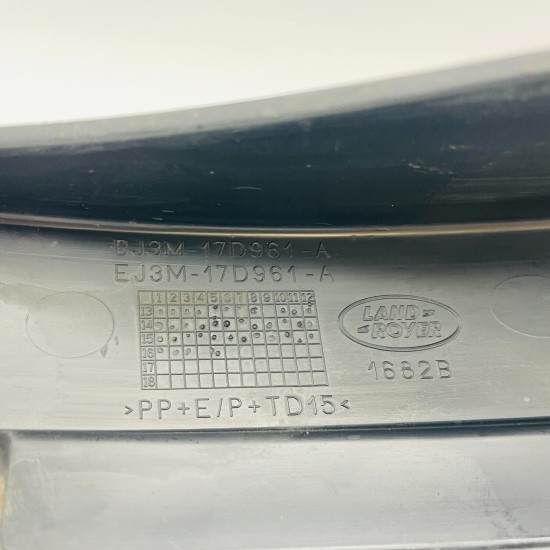 BJ3M-17D961-A
EJ3M-17D961-A
1 2 3 4 5 6 7 8 9 10 11 12
13
14
15
16
17
18
LAND
ROVER
1682B
>PP+E/P+TD15<